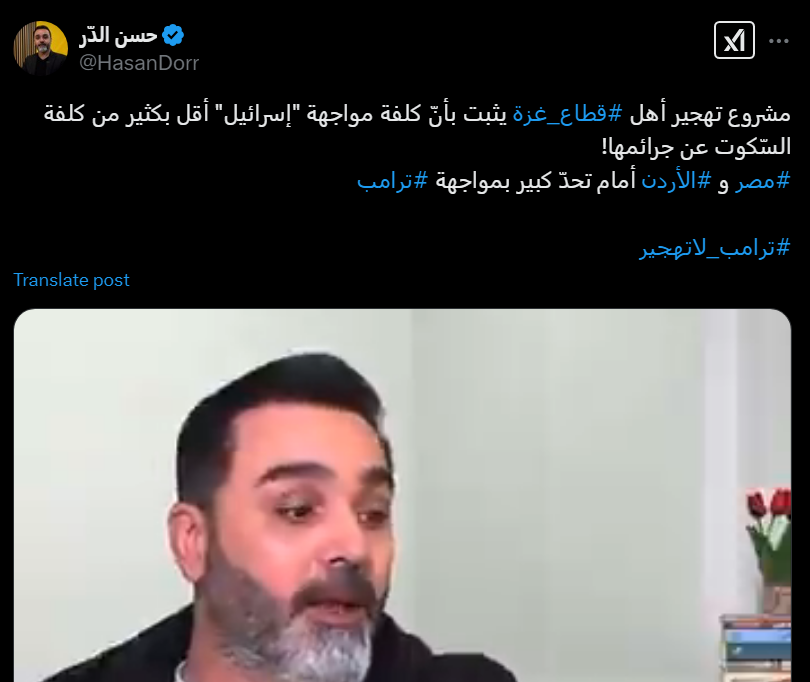 حسن الدّر
@HasanDorr
مشروع تهجير أهل #قطاع_غزة يثبت بأنّ كلفة مواجهة "إسرائيل" أقل بكثير من كلفة
السّكوت عن جرائمها!
#مصر و #الأردن أمام تحدّ كبير بمواجهة #ترامب
#ترامب_لاتهجير
Translate post